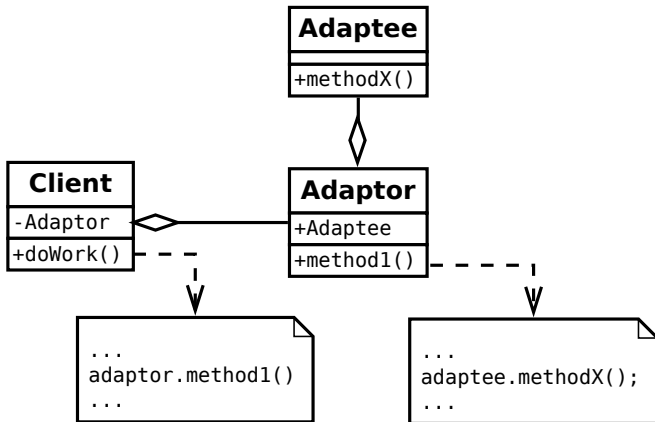 Adaptee
+methodX()
Client
-Adaptor
+doWork()
Adaptor
+Adaptee
+method1()
...
adaptor.method1()
...
...
adaptee.methodX();
...